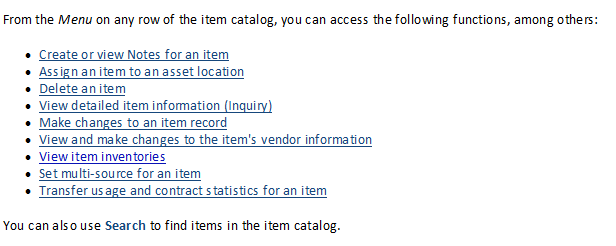 From the Menu on any row of the item catalog, you can access the following functions, among others:
• Create or view Notes for an item
• Assign an item to an asset location
• Delete an item
• View detailed item information (Inquiry)
• Make changes to an item record
• View and make changes to the item's vendor information
• View item inventories
• Set multi-source for an item
• Transfer usage and contract statistics for an item
You can also use Search to find items in the item catalog.